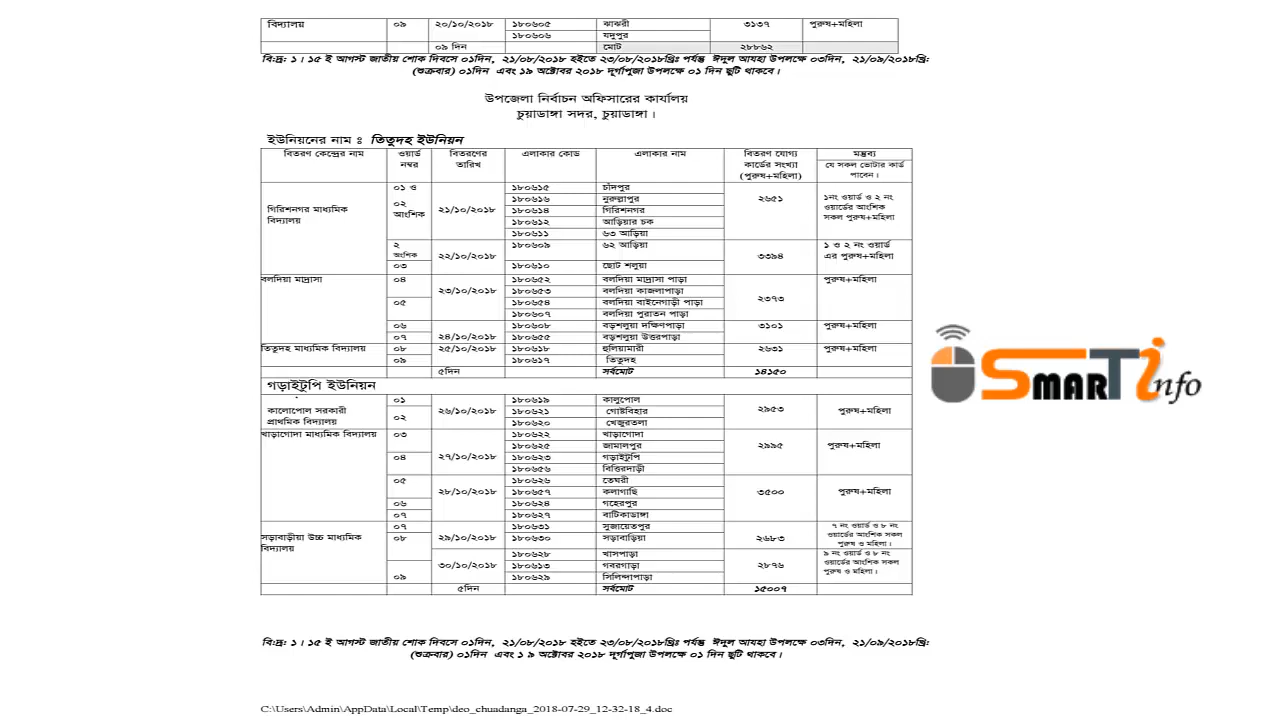 বিদ্যালয় ০৯ ২০/১০/২০১৮ ১৮০৬০৫ ঝাঝরী ৩১৩৭ পুরুষ+মহিলা
১৮০৬০৬ যদুপুর
০৯ দিন মোট ২৮৮৬২
বি:দ্র: ১। ১৫ ই আগস্ট জাতীয় শোক দিবসে ০১দিন, ২১/০৮/২০১৮ হইতে ২৩/০৮/২০১৮খ্রিঃ পর্যন্ত ঈদুল আযহা উপলক্ষে ০৩দিন, ২১/০৯/২০১৮খ্রি:
(শুক্রবার) ০১দিন এবং ১৯ অক্টোবর ২০১৮ দূর্গাপুজা উপলক্ষে ০১ দিন ছুটি থাকবে।
উপজেলা নির্বাচন অফিসারের কার্যালয়
চুয়াডাঙ্গা সদর, চুয়াডাঙ্গা।
ইউনিয়নের নাম ঃ তিতুদহ ইউনিয়ন
বিতরণ কেন্দ্রের নাম ওয়ার্ড নম্বর বিতরণের তারিখ এলাকার কোড এলাকার নাম বিতরণ যোগ্য কার্ডের সংখ্যা (পুরুষ+মহিলা) মন্তব্য
যে সকল ভোটার কার্ড পাবেন।
গিরিশনগর মাধ্যমিক বিদ্যালয় ০১ ও ০২ আংশিক ২১/১০/২০১৮ ১৮০৬১৫ চাঁদপুর ২৬৫১ ১নং ওয়ার্ড ও ২ নং ওয়ার্ডের আংশিক সকল পুরুষ+মহিলা
১৮০৬১৬ নুরুল্লাপুর
১৮০৬১৪ গিরিশনগর
১৮০৬১২ আড়িয়ার চক
১৮০৬১১ ৬৩ আড়িয়া
২ অংশিক ২২/১০/২০১৮ ১৮০৬০৯ ৬২ আড়িয়া ৩৩৯৪ ১ ও ২ নং ওয়ার্ড এর পুরুষ+মহিলা
০৩ ১৮০৬১০ ছোট শলুয়া
বলদিয়া মাদ্রাসা ০৪ ২৩/১০/২০১৮ ১৮০৬৫২ বলদিয়া মাদ্রাসা পাড়া ২৩৭৩ পুরুষ+মহিলা
১৮০৬৫৩ বলদিয়া কাজলাপাড়া
০৫ ১৮০৬৫৪ বলদিয়া বাইনেগাড়ী পাড়া
১৮০৬০৭ বলদিয়া পুরাতন পাড়া
০৬ ২৪/১০/২০১৮ ১৮০৬০৮ বড়শলুয়া দক্ষিণপাড়া ৩১০১ পুরুষ+মহিলা
০৭ ১৮০৬৫৫ বড়শলুয়া উত্তরপাড়া
তিতুদহ মাধ্যমিক বিদ্যালয় ০৮ ২৫/১০/২০১৮ ১৮০৬১৮ হুলিয়ামারী ২৬৩১ পুরুষ+মহিলা
০৯ ১৮০৬১৭ তিতুদহ
৫দিন সর্বমোট ১৪১৫০
গড়াইটুপি ইউনিয়ন
কালোপোল সরকারী প্রাথমিক বিদ্যালয় ০১ ২৬/১০/২০১৮ ১৮০৬১৯ কালুপোল ২৯৫৩ পুরুষ+মহিলা
০২ ১৮০৬২১ গোষ্টবিহার
১৮০৬২০ খেজুরতলা
খাড়াগোদা মাধ্যমিক বিদ্যালয় ০৩ ২৭/১০/২০১৮ ১৮০৬২২ খাড়াগোদা ২৯৯৫ পুরুষ+মহিলা
১৮০৬২৫ জামালপুর
০৪ ১৮০৬২৩ গড়াইটুপি
১৮০৬৫৬ বিত্তিরদাড়ী
০৫ ২৮/১০/২০১৮ ১৮০৬২৬ তেঘরী ৩৫০০ পুরুষ+মহিলা
১৮০৬৫৭ কলাগাছি
০৬ ১৮০৬২৪ গহেরপুর
০৭ ১৮০৬২৭ বাটিকাডাঙ্গা
সড়াবাড়ীয়া উচ্চ মাধ্যমিক বিদ্যালয় ০৭ ২৯/১০/২০১৮ ১৮০৬৩১ সুজায়েতপুর ২৬৮৩ ৭ নং ওয়ার্ড ও ৮ নং ওয়ার্ডের আংশিক সকল পুরুষ ও মহিলা।
০৮ ১৮০৬৩০ সড়াবাড়িয়া
৩০/১০/২০১৮ ১৮০৬২৮ খাসপাড়া ২৮৭৬ ৯ নং ওয়ার্ড ও ৮ নং ওয়ার্ডের আংশিক সকল পুরুষ ও মহিলা।
১৮০৬১৩ গবরগাড়া
০৯ ১৮০৬২৯ সিলিন্দাপাড়া
৫দিন সর্বমোট ১৫০০৭
বি:দ্র: ১। ১৫ ই আগস্ট জাতীয় শোক দিবসে ০১দিন, ২১/০৮/২০১৮ হইতে ২৩/০৮/২০১৮খ্রিঃ পর্যন্ত ঈদুল আযহা উপলক্ষে ০৩দিন, ২১/০৯/২০১৮খ্রি:
(শুক্রবার) ০১দিন এবং ১ ৯ অক্টোবর ২০১৮ দূর্গাপুজা উপলক্ষে ০১ দিন ছুটি থাকবে।
C:\Users\Admin\AppData\Local\Temp\deo_chuadanga_2018-07-29_12-32-18_4.doc
SmarT info